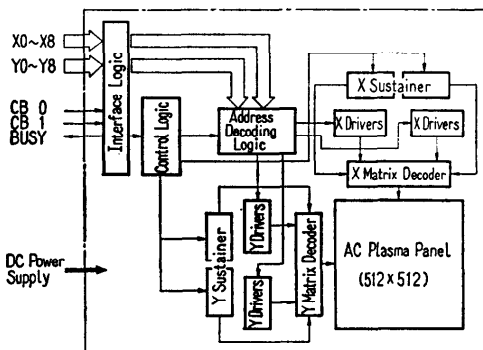 X0~X8
Y0~Y8
CB 0
CB 1
BUSY
DC Power
Supply
Interface Logic
Control Logic
Address
Decoding
Logic
X Sustainer
X Drivers
X Drivers
X Matrix Decoder
Y Sustainer
Y Drivers
Y Drivers
Y Matrix Decoder
AC Plasma Panel
(512×512)